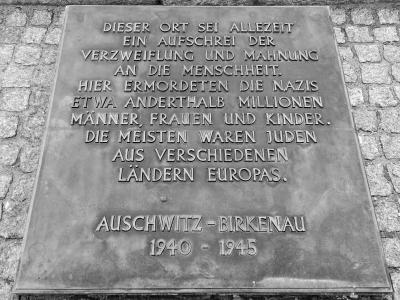 DIESER ORT SEI ALLEZEIT
EIN AUFSCHREI DER
VERZWEIFLUNG UND MAHNUNG
AN DIE MENSCHHEIT.
HIER ERMORDETEN DIE NAZIS
ETWA ANDERTHALB MILLIONEN
MÄNNER, FRAUEN UND KINDER.
DIE MEISTEN WAREN JUDEN
AUS VERSCHIEDENEN
LÄNDERN EUROPAS.
AUSCHWITZ-BIRKENAU
1940 - 1945